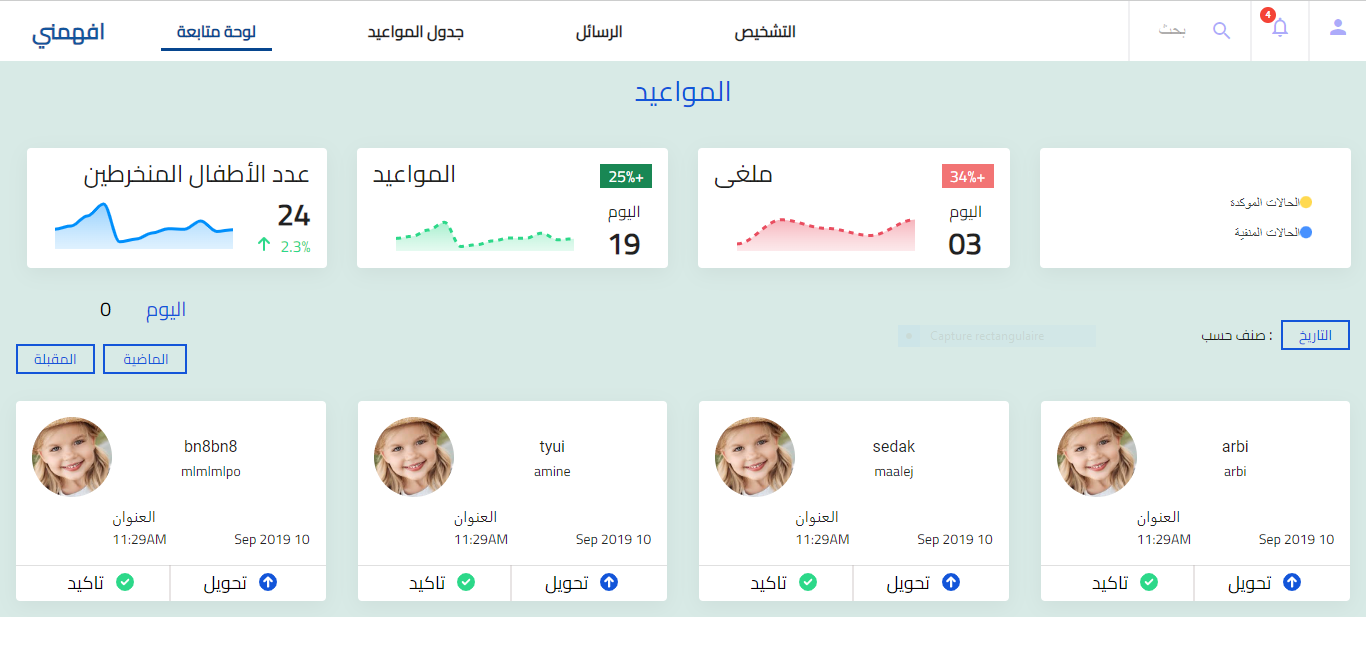 افهمني
لوحة متابعة
جدول المواعيد
الرسائل
التشخيص
بحث
4
المواعيد
عدد الأطفال المنخرطين
24
2.3%
المواعيد
25%+
اليوم
19
ملغى
34%+
اليوم
03
الحالات الموكدة
الحالات المنفية
0
اليوم
Capture rectangulaire
صنف حسب :
التاريخ
المقبلة
الماضية
bn8bn8
mlmlmlpo
العنوان
11:29AM
Sep 2019 10
تاكيد
تحويل
tyui
amine
العنوان
11:29AM
Sep 2019 10
تاكيد
تحويل
sedak
maalej
العنوان
11:29AM
Sep 2019 10
تاكيد
تحويل
arbi
arbi
العنوان
11:29AM
Sep 2019 10
تاكيد
تحويل